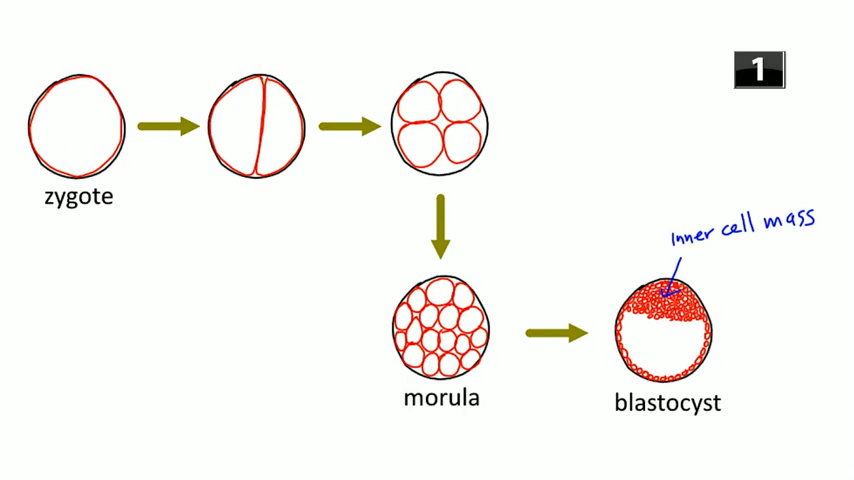 1
zygote
inner cell mass
morula
blastocyst